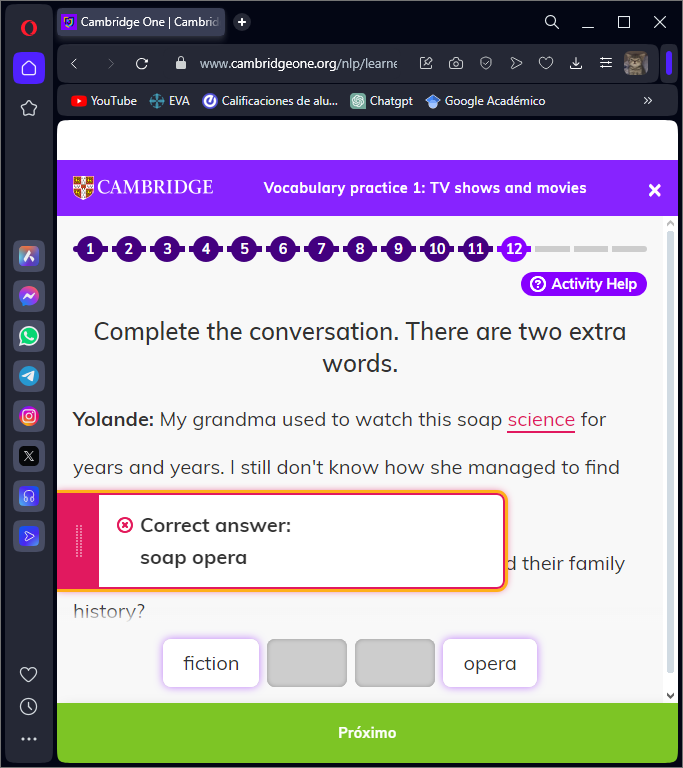 Cambridge One | Cambrid
www.cambridgeone.org/nlp/learne
YouTube
EVA
Calificaciones de alu...
Chatgpt
Google Académico
CAMBRIDGE
Vocabulary practice 1: TV shows and movies
1 2 3 4 5 6 7 8 9 10 11 12
Activity Help
Complete the conversation. There are two extra
words.
Yolande: My grandma used to watch this soap science for
years and years. I still don't know how she managed to find
Correct answer:
soap opera
d their family
history?
fiction
opera
Próximo